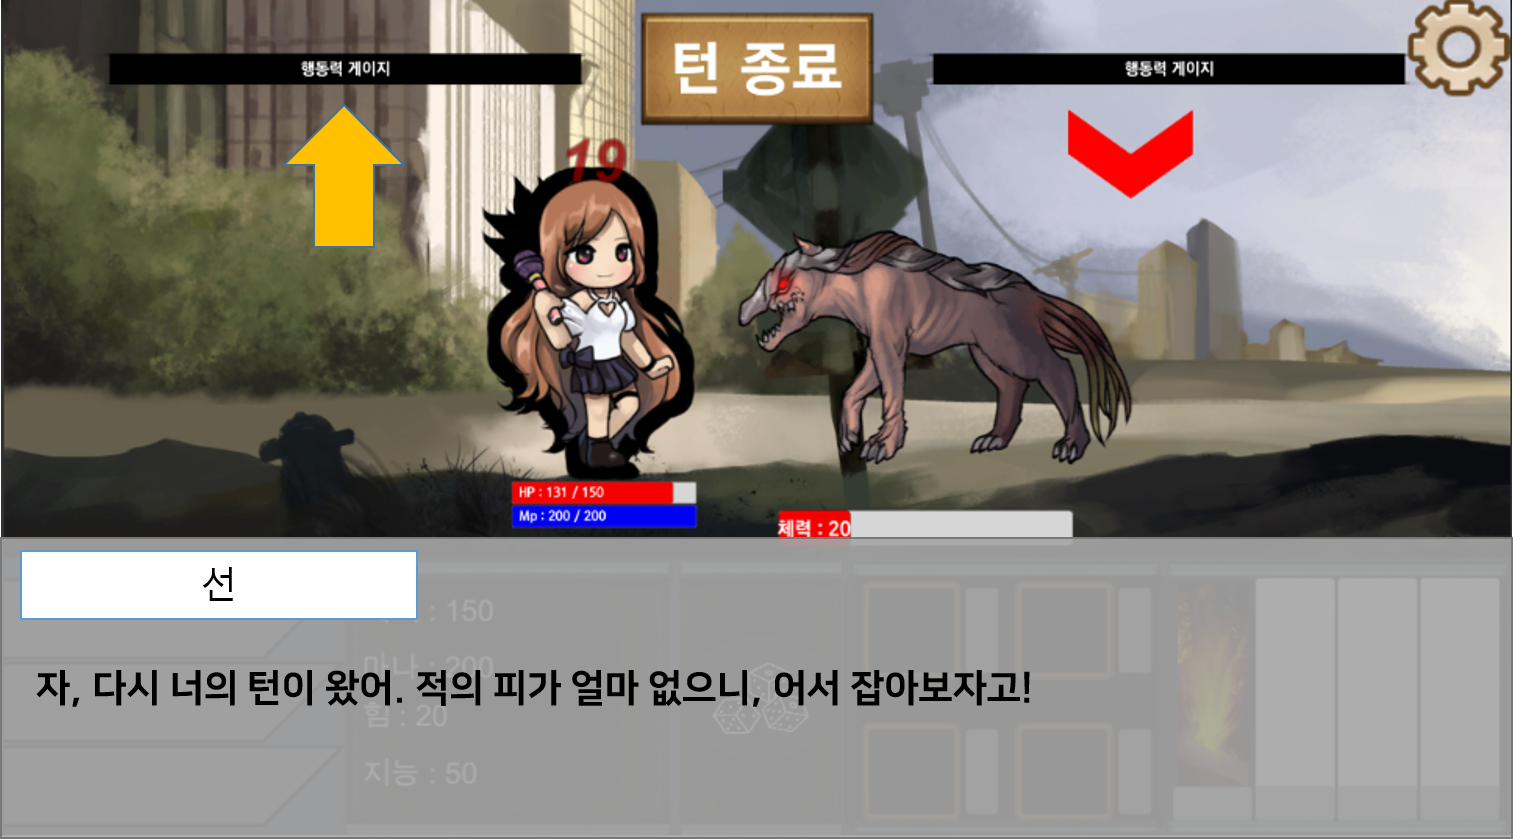 턴 종료
행동력 게이지
행동력 게이지
19
HP : 131 / 150
Mp : 200 / 200
체력 : 20
선
: 150
마나 : 200
자, 다시 너의 턴이 왔어. 적의 피가 얼마 없으니, 어서 잡아보자고!
힘 : 20
지능 : 50